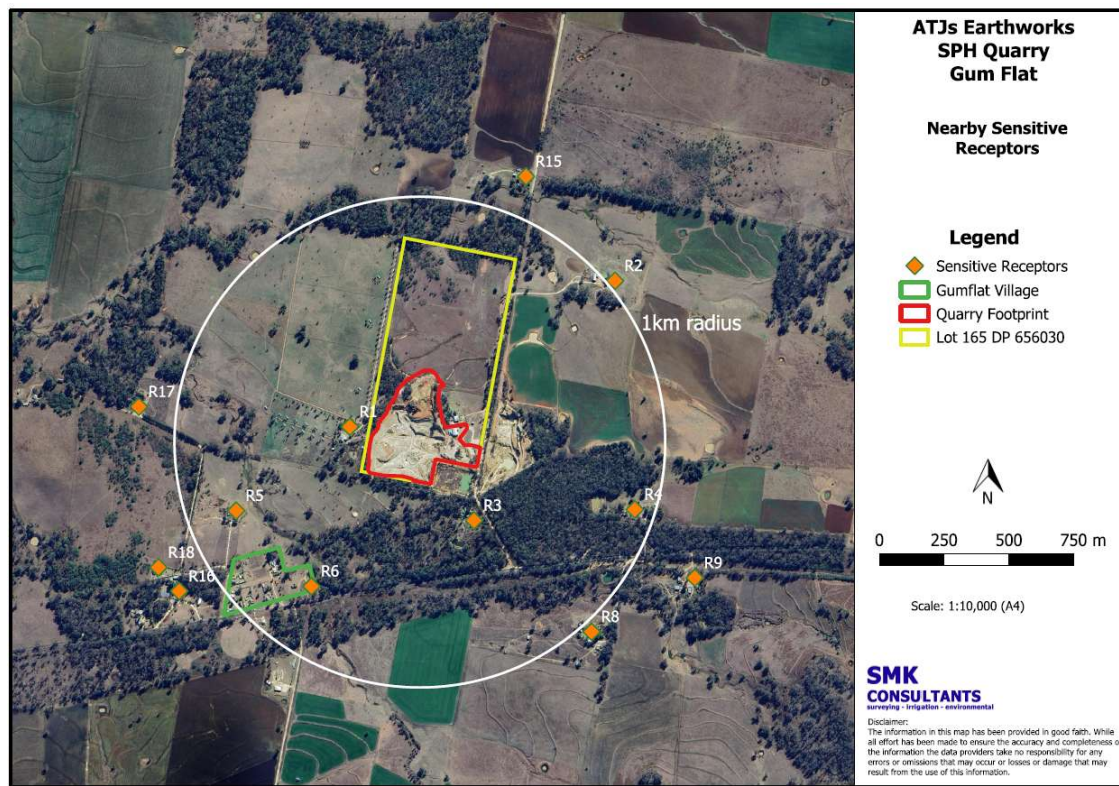 ATJs Earthworks
SPH Quarry
Gum Flat
Nearby Sensitive
Receptors
Legend
Sensitive Receptors
Gumflat Village
Quarry Footprint
Lot 165 DP 656030
R15
R2
1km radius
R17
R1
R5
R3
R4
R18
R16
R6
R9
R8
N
0 250 500 750 m
Scale: 1:10,000 (A4)
SMK
CONSULTANTS
surveying - irrigation - environmental
Disclaimer:
The information in this map has been provided in good faith. While
all effort has been made to ensure the accuracy and completeness o
the information the data providers take no responsibility for any
errors or omissions that may occur or losses or damage that may
result from the use of this information.